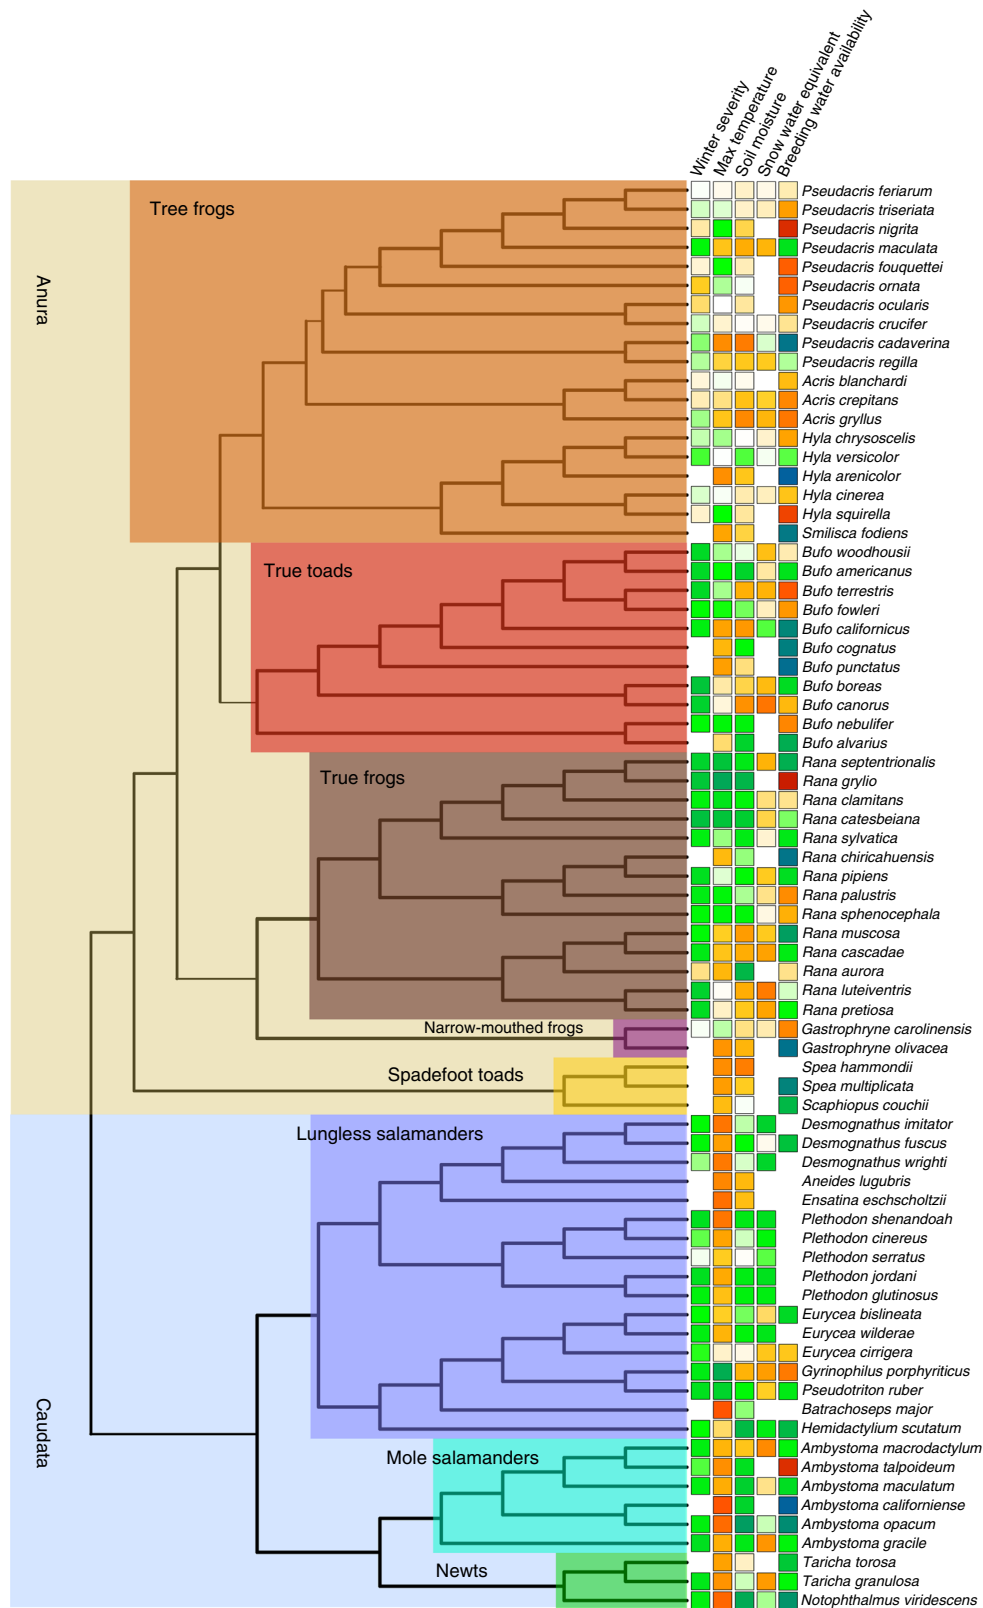 Winter severity
Max temperature
Soil moisture
Snow water equivalent
Breeding water availability
Anura
Tree frogs
Pseudacris feriarum
Pseudacris triseriata
Pseudacris nigrita
Pseudacris maculata
Pseudacris fouquettei
Pseudacris ornata
Pseudacris ocularis
Pseudacris crucifer
Pseudacris cadaverina
Pseudacris regilla
Acris blanchardi
Acris crepitans
Acris gryllus
Hyla chrysoscelis
Hyla versicolor
Hyla arenicolor
Hyla cinerea
Hyla squirella
Smilisca fodiens
True toads
Bufo woodhousii
Bufo americanus
Bufo terrestris
Bufo fowleri
Bufo californicus
Bufo cognatus
Bufo punctatus
Bufo boreas
Bufo canorus
Bufo nebulifer
Bufo alvarius
True frogs
Rana septentrionalis
Rana grylio
Rana clamitans
Rana catesbeiana
Rana sylvatica
Rana chiricahuensis
Rana pipiens
Rana palustris
Rana sphenocephala
Rana muscosa
Rana cascadae
Rana aurora
Rana luteiventris
Rana pretiosa
Narrow-mouthed frogs
Gastrophryne carolinensis
Gastrophryne olivacea
Spadefoot toads
Spea hammondii
Spea multiplicata
Scaphiopus couchii
Caudata
Lungless salamanders
Desmognathus imitator
Desmognathus fuscus
Desmognathus wrighti
Aneides lugubris
Ensatina eschscholtzii
Plethodon shenandoah
Plethodon cinereus
Plethodon serratus
Plethodon jordani
Plethodon glutinosus
Eurycea bislineata
Eurycea wilderae
Eurycea cirrigera
Gyrinophilus porphyriticus
Pseudotriton ruber
Batrachoseps major
Hemidactylium scutatum
Mole salamanders
Ambystoma macrodactylum
Ambystoma talpoideum
Ambystoma maculatum
Ambystoma californiense
Ambystoma opacum
Ambystoma gracile
Newts
Taricha torosa
Taricha granulosa
Notophthalmus viridescens